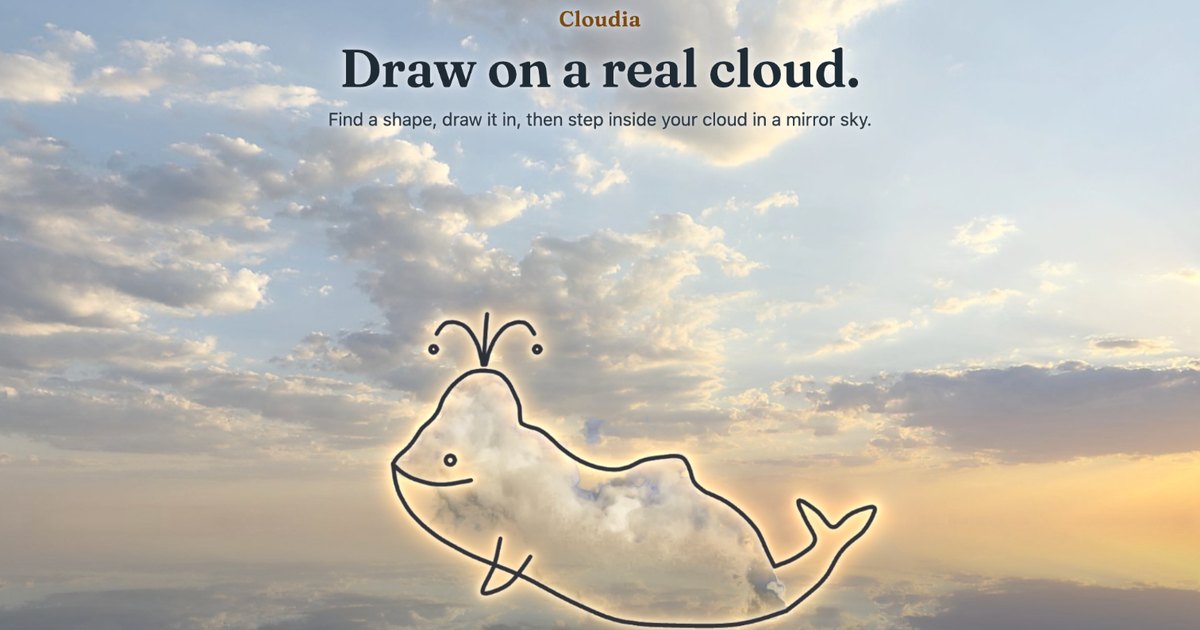 Cloudia
Draw on a real cloud.
Find a shape, draw it in, then step inside your cloud in a mirror sky.